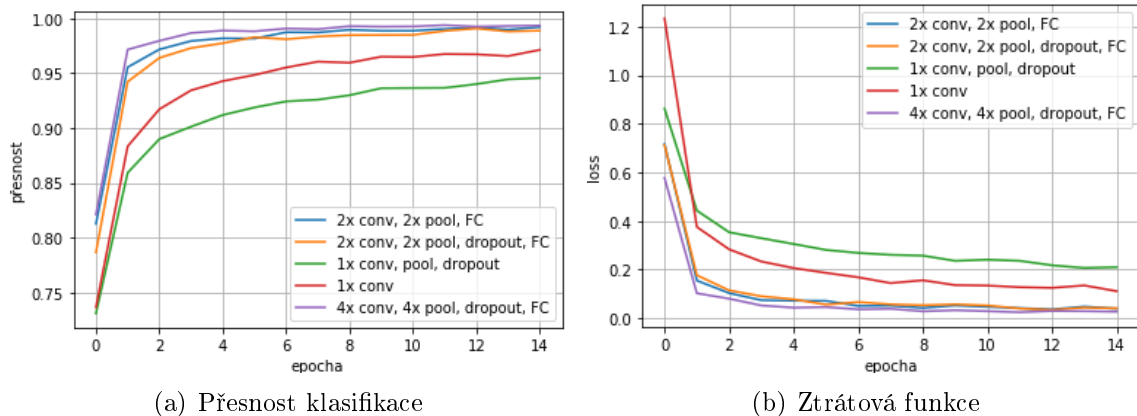 1.00
0.95
0.90
0.85
0.80
0.75
přesnost
0 2 4 6 8 10 12 14
epocha
2x conv, 2x pool, FC
2x conv, 2x pool, dropout, FC
1x conv, pool, dropout
1x conv
4x conv, 4x pool, dropout, FC
(a) Přesnost klasifikace
1.2
1.0
0.8
0.6
0.4
0.2
0.0
loss
0 2 4 6 8 10 12 14
epocha
2x conv, 2x pool, FC
2x conv, 2x pool, dropout, FC
1x conv, pool, dropout
1x conv
4x conv, 4x pool, dropout, FC
(b) Ztrátová funkce